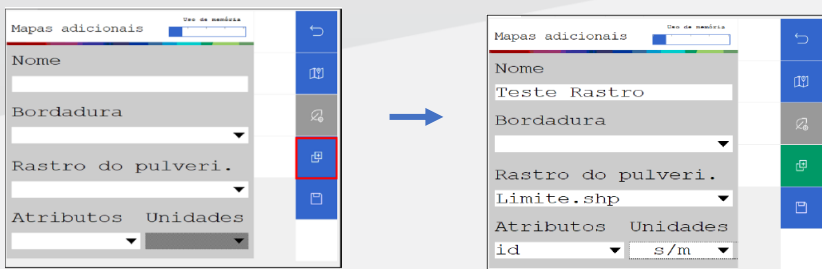 Mapas adicionais
Uso de memória
Nome
Bordadura
Rastro do pulveri.
Atributos Unidades
Mapas adicionais
Uso de memória
Nome
Teste Rastro
Bordadura
Rastro do pulveri.
Limite.shp
Atributos Unidades
id s/m